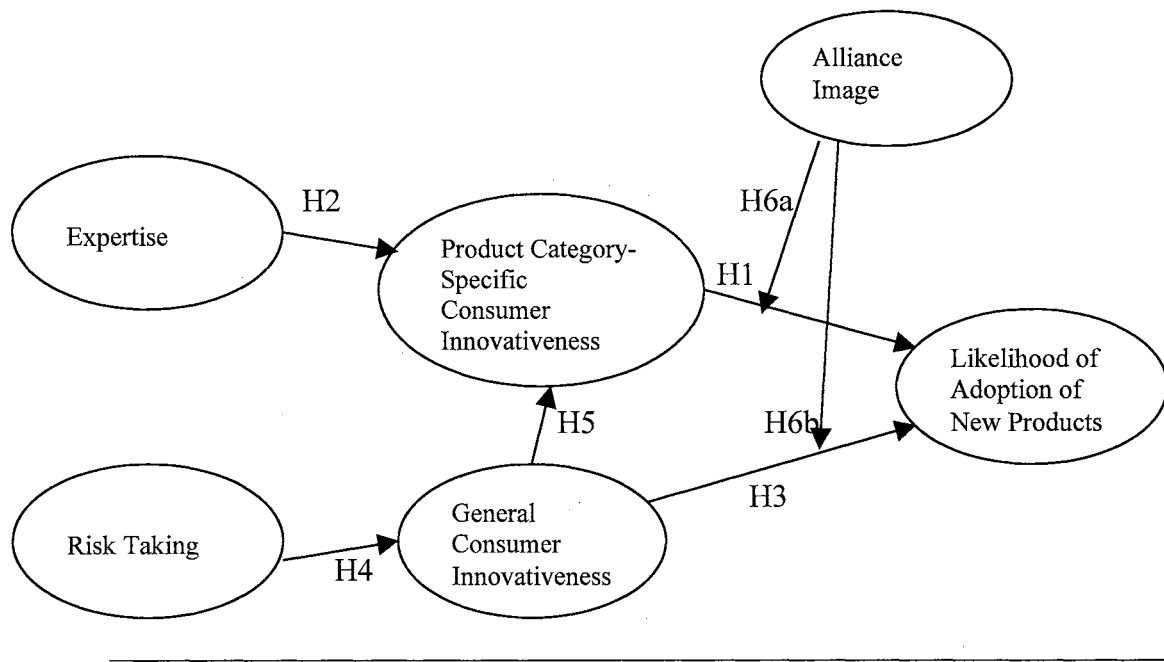 Alliance
Image
H6a
H2
Expertise
Product Category-
Specific
Consumer
Innovativeness
H1
Likelihood of
Adoption of
New Products
H5
H6b
H3
General
Consumer
Innovativeness
Risk Taking
H4